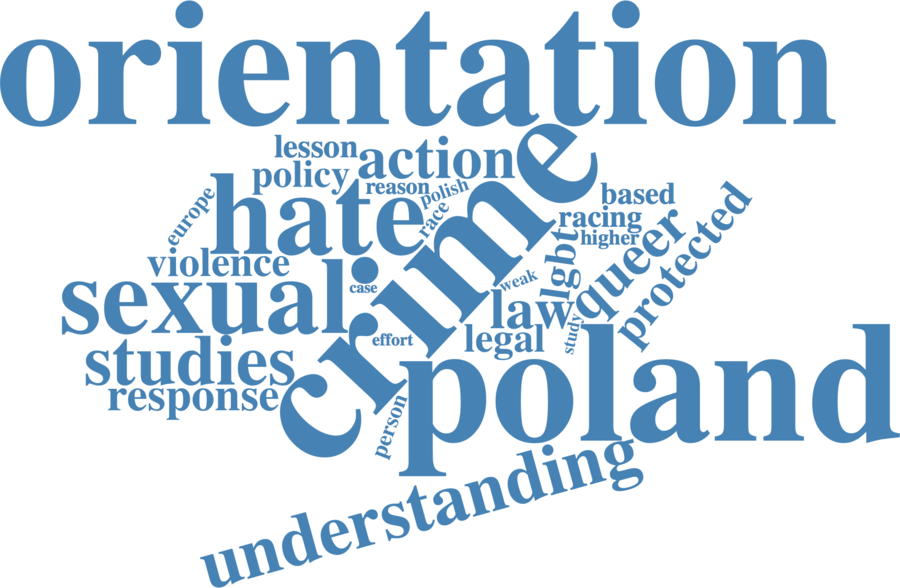 orientation
lesson
action
policy
reason
polish
crime
hate
race
europe
based
racing
higher
queer
protected
violence
lgbt
case
weak
sexual
law
effort
legal
study
studies
poland
response
person
understanding